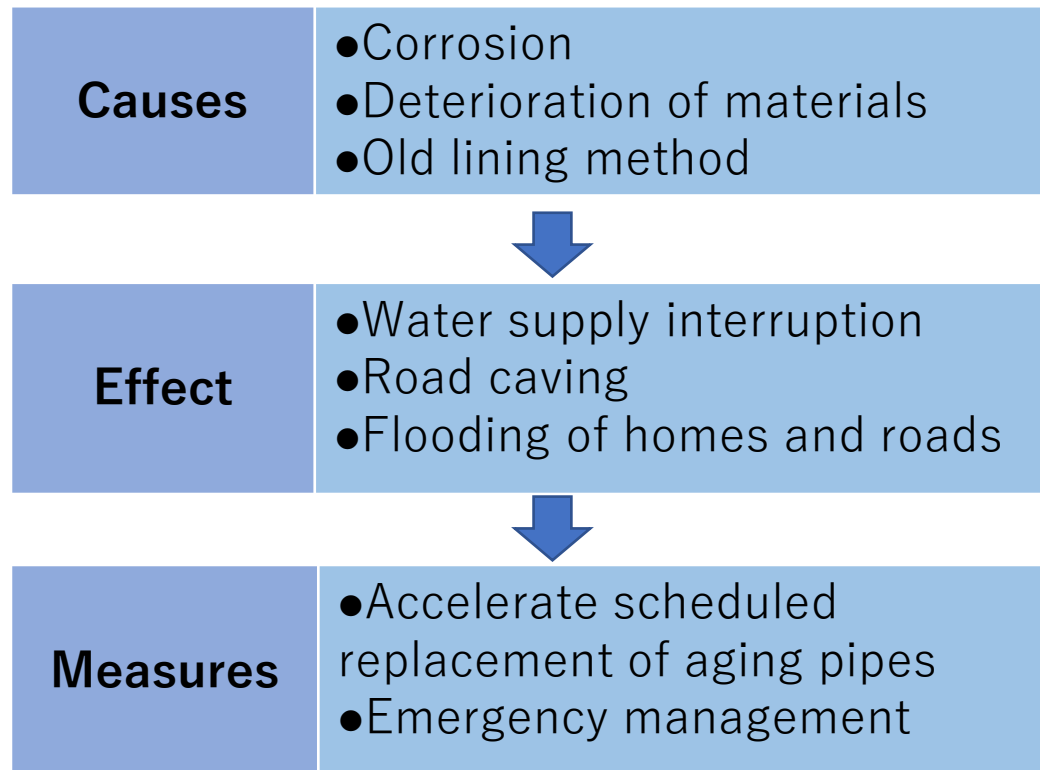 Causes
●Corrosion
●Deterioration of materials
●Old lining method
Effect
●Water supply interruption
●Road caving
●Flooding of homes and roads
Measures
●Accelerate scheduled
replacement of aging pipes
●Emergency management